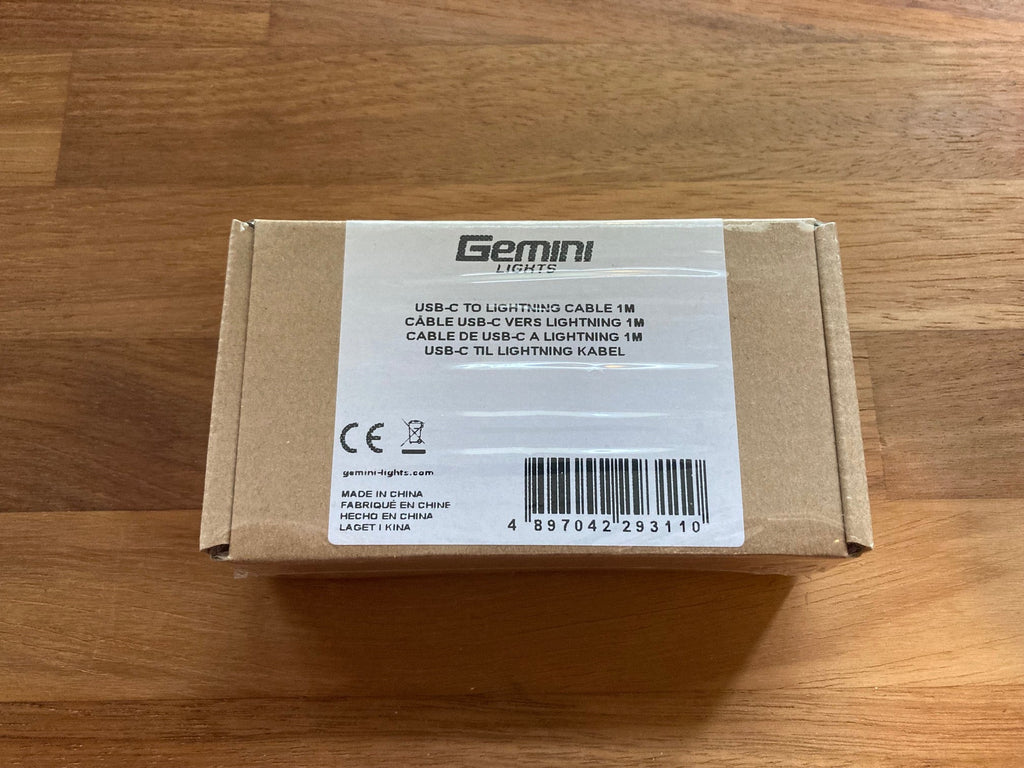 Gemini
LIGHTS
USB-C TO LIGHTNING CABLE 1M
CÂBLE USB-C VERS LIGHTNING 1M
CABLE DE USB-C A LIGHTNING 1M
USB-C TIL LIGHTNING KABEL
CE
gemini-lights.com
MADE IN CHINA
FABRIQUÉ EN CHINE
HECHO EN CHINA
LAGET I KINA
4 897042 293110